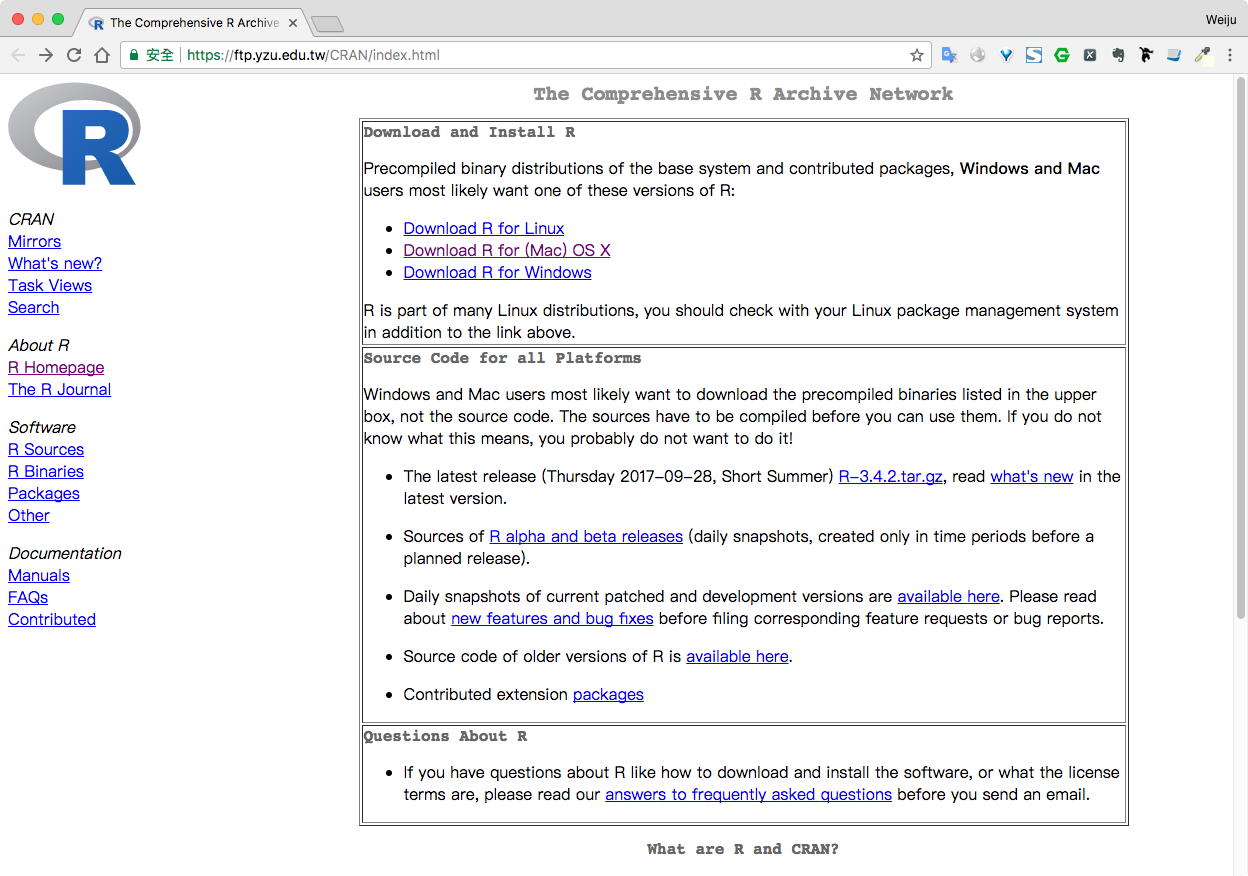 The Comprehensive R Archive
Weiju
安全 https://ftp.yzu.edu.tw/CRAN/index.html
R
CRAN
Mirrors
What's new?
Task Views
Search
About R
R Homepage
The R Journal
Software
R Sources
R Binaries
Packages
Other
Documentation
Manuals
FAQs
Contributed
The Comprehensive R Archive Network
Download and Install R
Precompiled binary distributions of the base system and contributed packages, Windows and Mac
users most likely want one of these versions of R:
• Download R for Linux
• Download R for (Mac) OS X
• Download R for Windows
R is part of many Linux distributions, you should check with your Linux package management system
in addition to the link above.
Source Code for all Platforms
Windows and Mac users most likely want to download the precompiled binaries listed in the upper
box, not the source code. The sources have to be compiled before you can use them. If you do not
know what this means, you probably do not want to do it!
• The latest release (Thursday 2017-09-28, Short Summer) R-3.4.2.tar.gz, read what's new in the
latest version.
• Sources of R alpha and beta releases (daily snapshots, created only in time periods before a
planned release).
• Daily snapshots of current patched and development versions are available here. Please read
about new features and bug fixes before filing corresponding feature requests or bug reports.
• Source code of older versions of R is available here.
• Contributed extension packages
Questions About R
• If you have questions about R like how to download and install the software, or what the license
terms are, please read our answers to frequently asked questions before you send an email.
What are R and CRAN?